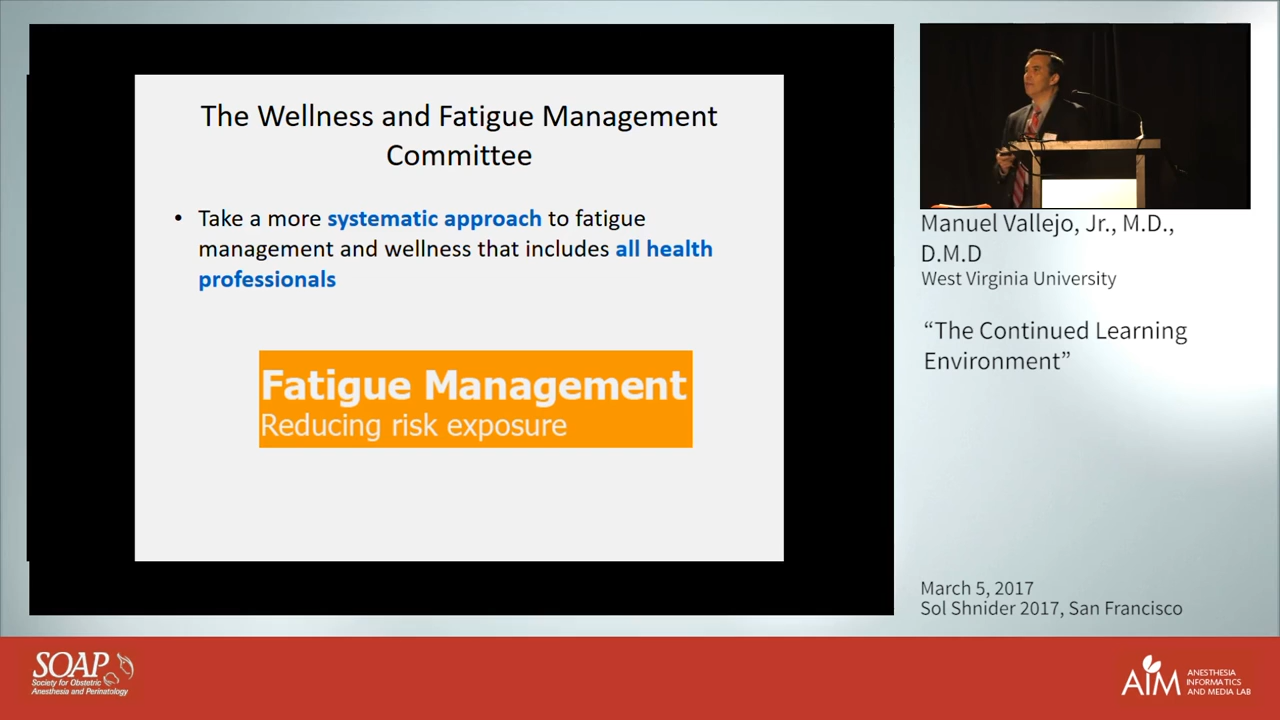 The Wellness and Fatigue Management
Committee
• Take a more systematic approach to fatigue
management and wellness that includes all health
professionals
Fatigue Management
Reducing risk exposure
Manuel Vallejo, Jr., M.D.,
D.M.D
West Virginia University
“The Continued Learning
Environment”
March 5, 2017
Sol Shnider 2017, San Francisco
SOAP
Society for Obstetric
Anesthesia and Perinatology
AIM
ANESTHESIA
INFORMATICS
AND MEDIA LAB